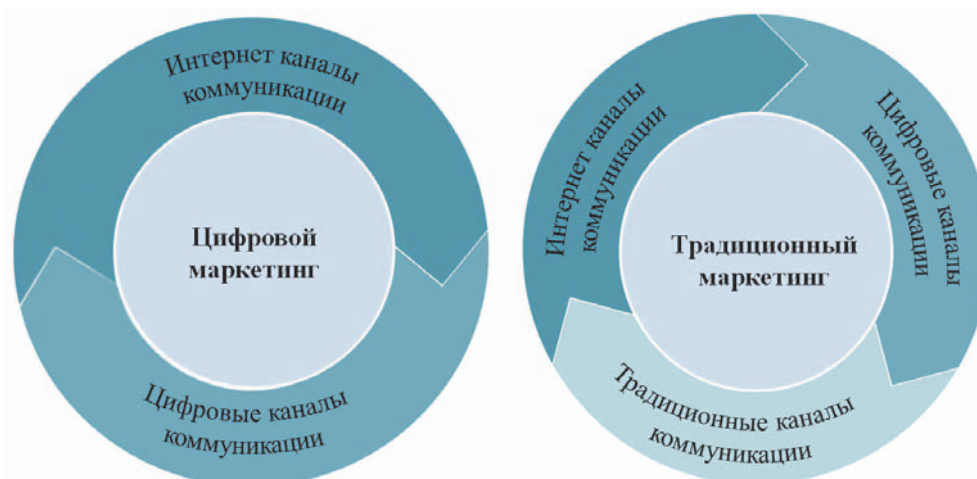 Интернет каналы
коммуникации
Цифровой
маркетинг
Цифровые каналы
коммуникации
Интернет каналы
коммуникации
Цифровые каналы
коммуникации
Традиционный
маркетинг
Традиционные каналы
коммуникации